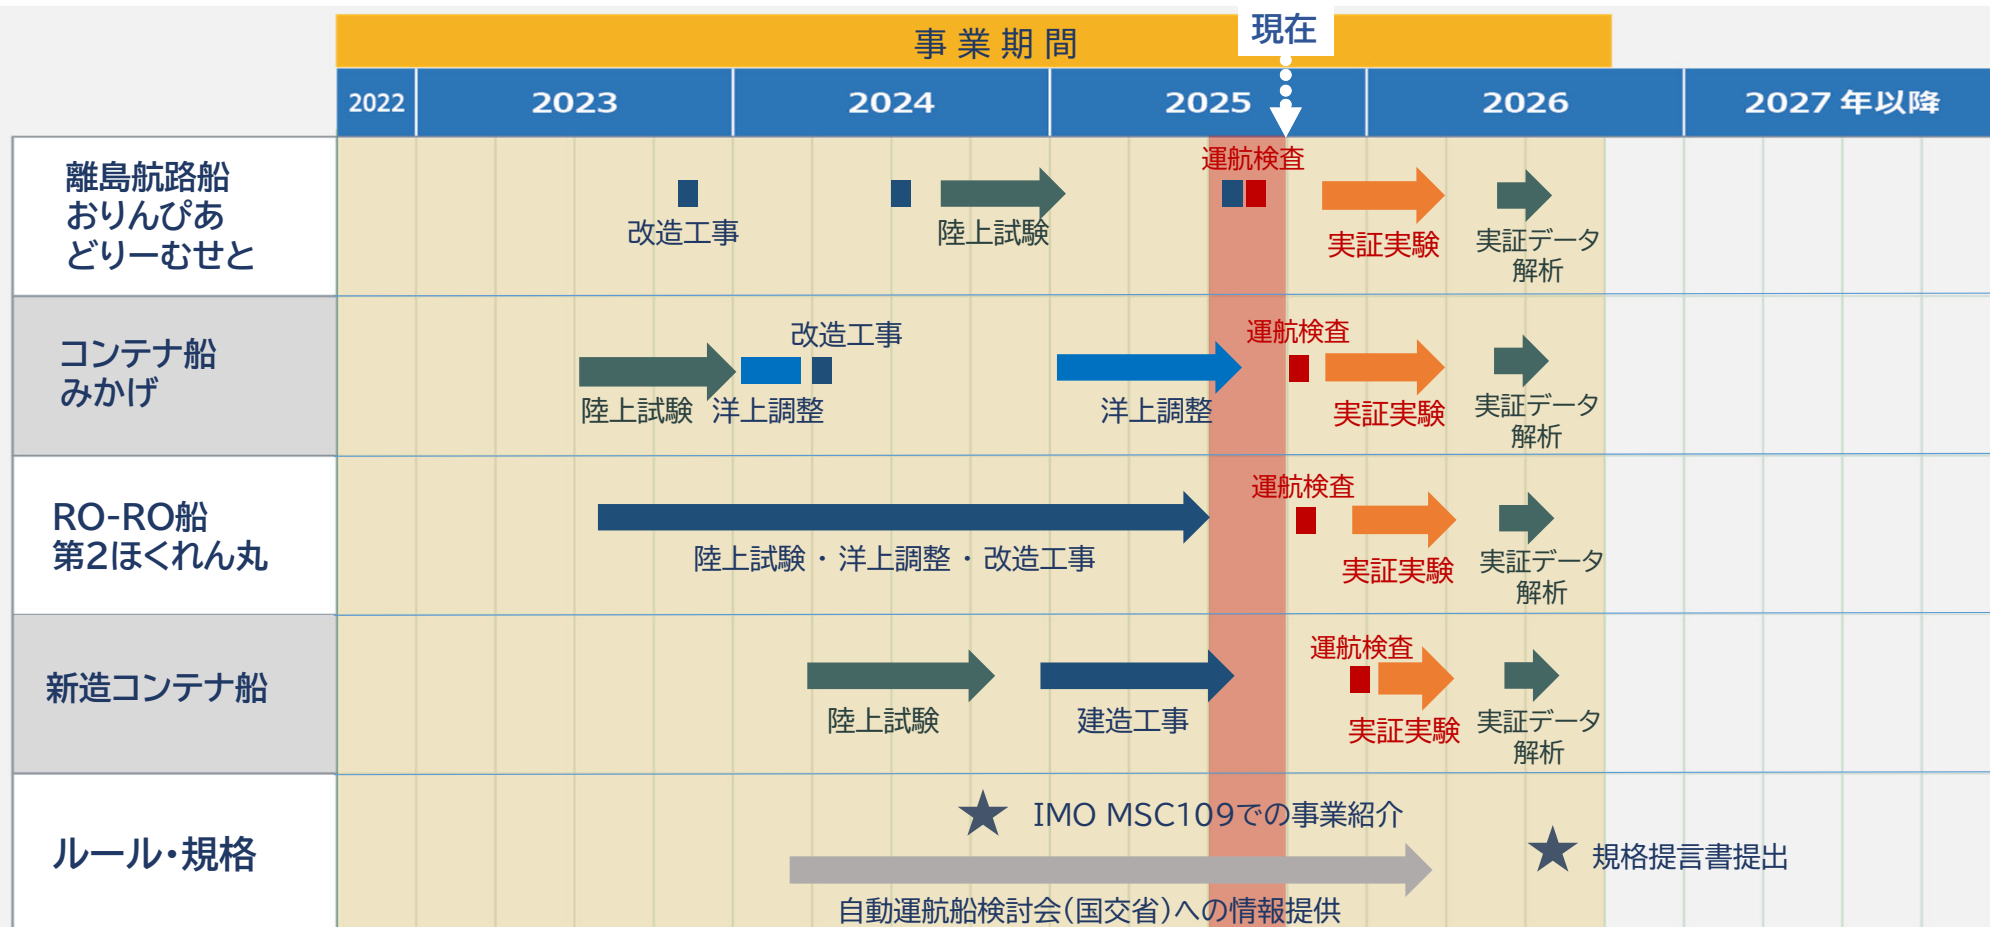 事業期間
現在
2022
2023
2024
2025
2026
2027 年以降
離島航路船
おりんぴあ
どりーむせと
改造工事
陸上試験
運航検査
実証実験
実証データ
解析
コンテナ船
みかげ
陸上試験
洋上調整
改造工事
洋上調整
運航検査
実証実験
実証データ
解析
RO-RO船
第2ほくれん丸
陸上試験・洋上調整・改造工事
運航検査
実証実験
実証データ
解析
新造コンテナ船
陸上試験
建造工事
運航検査
実証実験
実証データ
解析
ルール・規格
IMO MSC109での事業紹介
規格提言書提出
自動運航船検討会(国交省)への情報提供